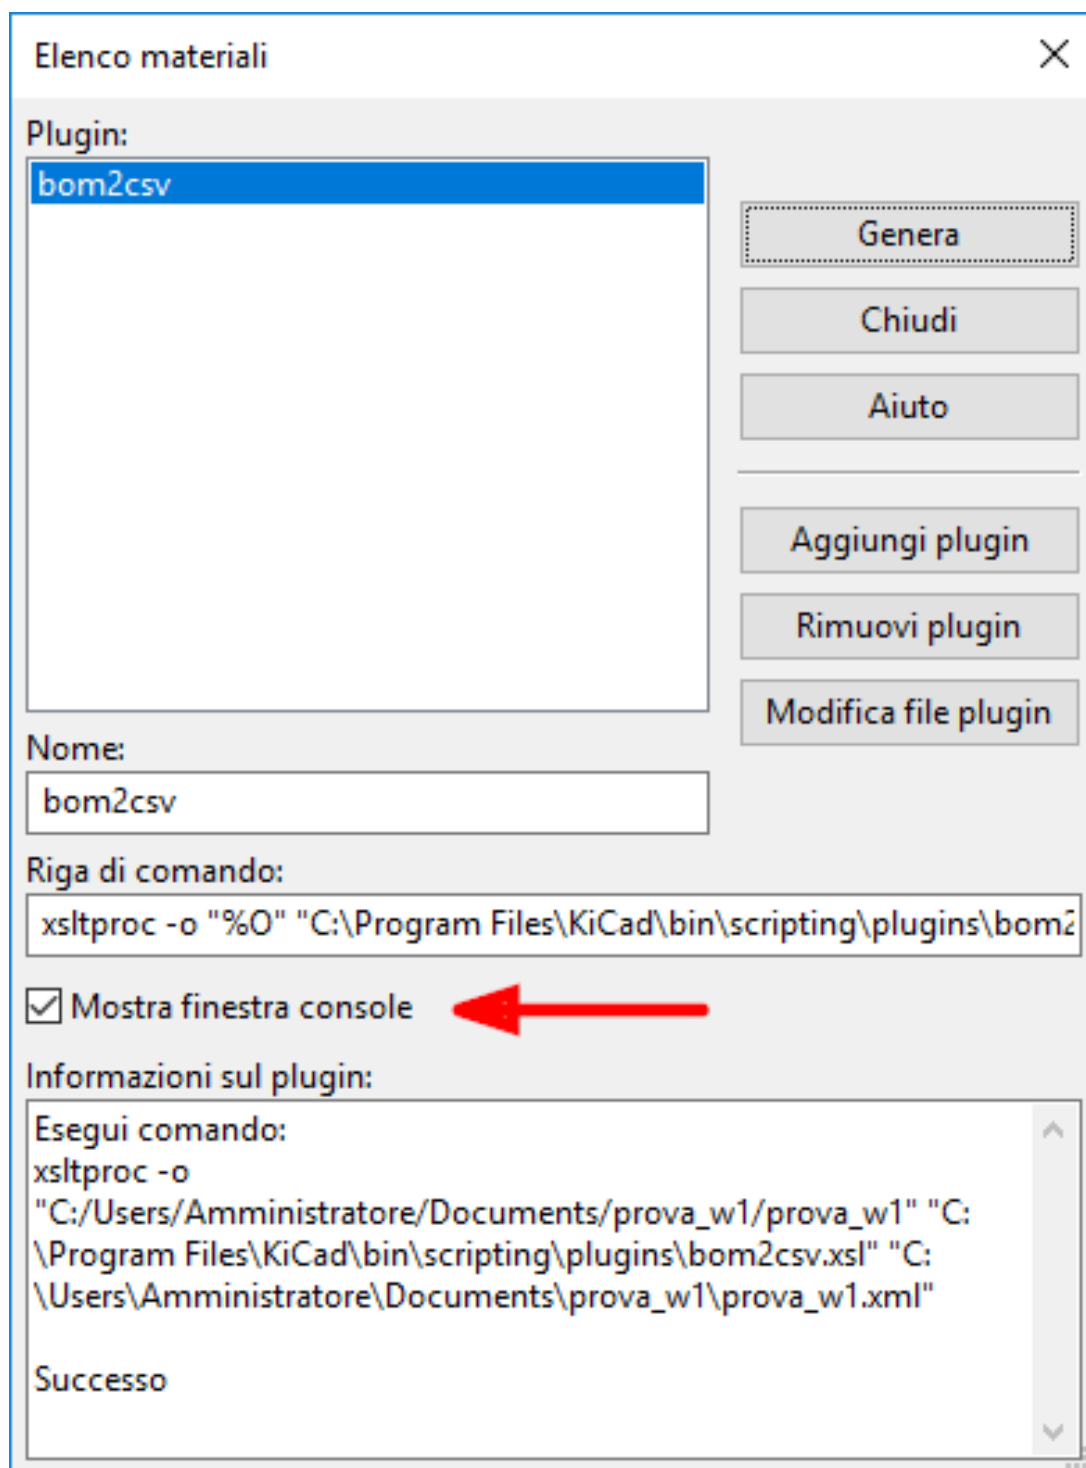 Elenco materiali
Plugin:
bom2csv
Genera
Chiudi
Aiuto
Aggiungi plugin
Rimuovi plugin
Modifica file plugin
Nome:
bom2csv
Riga di comando:
xsltproc -o "%O" "C:\Program Files\KiCad\bin\scripting\plugins\bom2
Mostra finestra console
Informazioni sul plugin:
Esegui comando:
xsltproc -o
"C:/Users/Amministratore/Documents/prova_w1/prova_w1" "C:
\Program Files\KiCad\bin\scripting\plugins\bom2csv.xsl" "C:
\Users\Amministratore\Documents\prova_w1\prova_w1.xml"
Successo